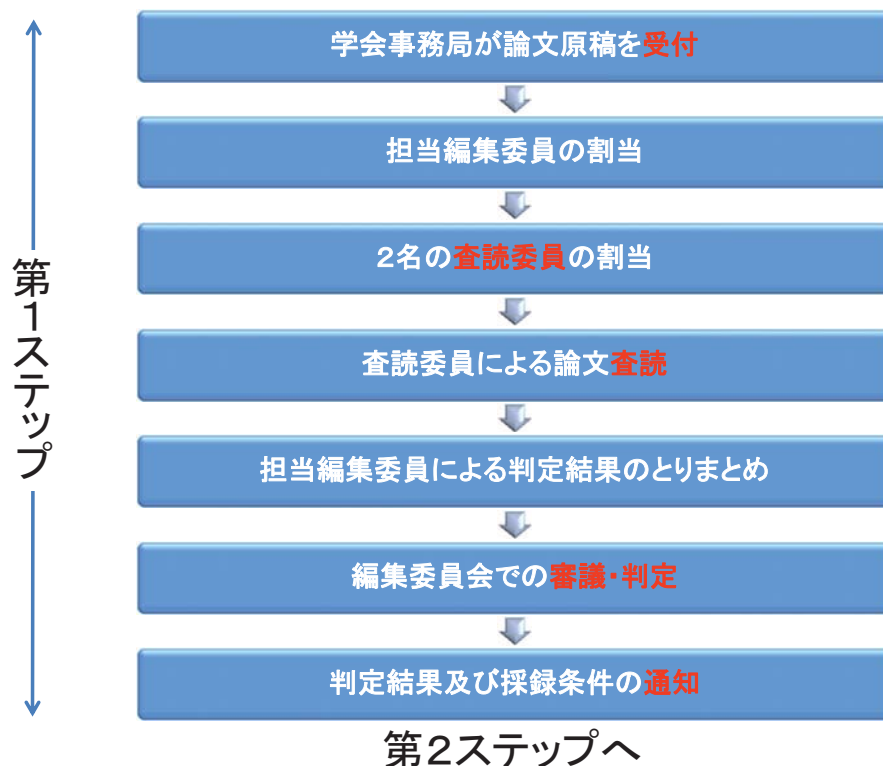 学会事務局が論文原稿を受付
担当編集委員の割当
2名の査読委員の割当
査読委員による論文査読
担当編集委員による判定結果のとりまとめ
編集委員会での審議・判定
判定結果及び採録条件の通知
第1ステップ
第2ステップへ